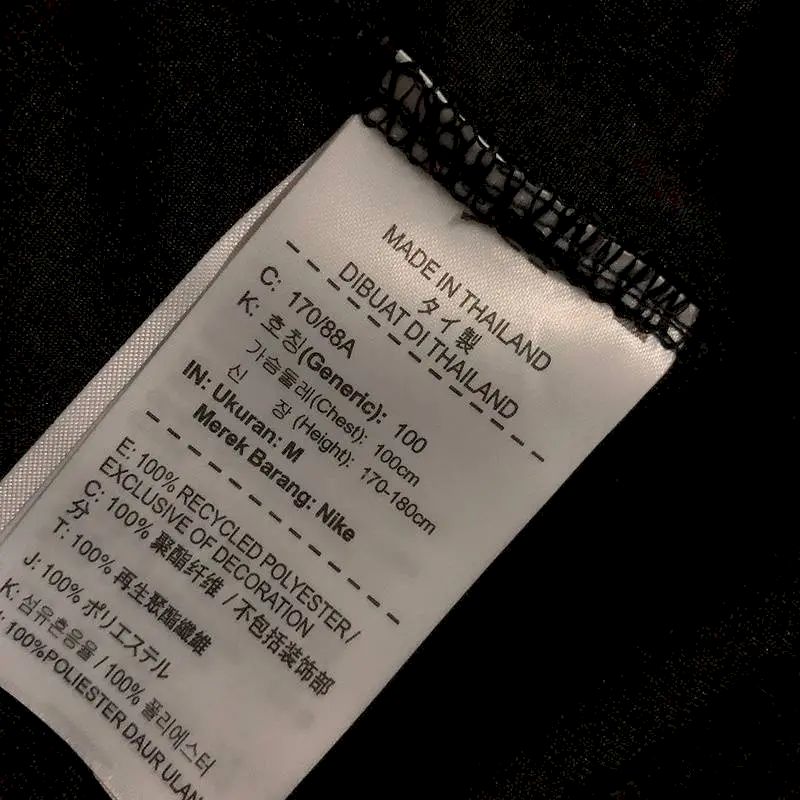 MADE IN THAILAND
タイ製
DIBUAT DI THAILAND
C: 170/88A
K: 호칭(Generic): 100
가슴둘레(Chest): 100cm
신 장 (Height): 170-180cm
IN: Ukuran: M
Merek Barang: Nike
E: 100% RECYCLED POLYESTER /
EXCLUSIVE OF DECORATION
C: 100% 聚酯纤维 / 不包括装饰部
分
T: 100% 再生聚酯纖維
J: 100% ポリエステル
K: 섬유혼용율 / 100% 폴리에스터
: 100%POLIESTER DAUR ULAN